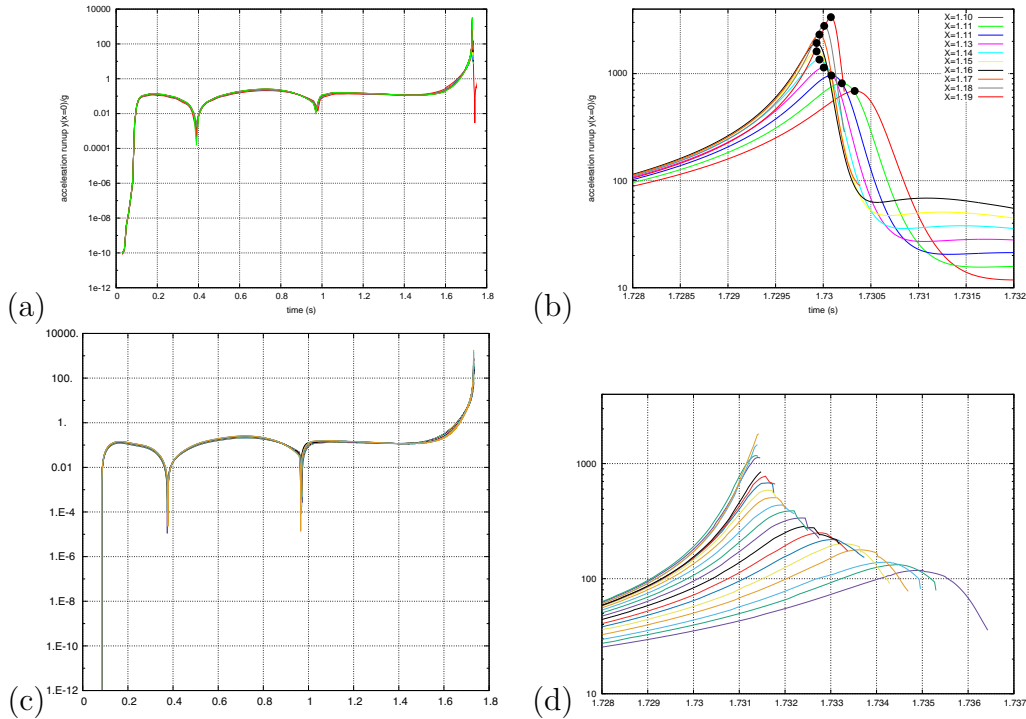 10000
100
1
0.01
0.0001
1e-06
1e-08
1e-10
1e-12
acceleration runup y(x=0)/g
0 0.2 0.4 0.6 0.8 1 1.2 1.4 1.6 1.8
time (s)
(a)
1000
100
10
acceleration runup y(x=0)/g
X=1.10
X=1.11
X=1.11
X=1.13
X=1.14
X=1.15
X=1.16
X=1.17
X=1.18
X=1.19
1.728 1.7285 1.729 1.7295 1.73 1.7305 1.731 1.7315 1.732
time (s)
(b)
10000.
100.
1.
0.01
1.E-4
1.E-6
1.E-8
1.E-10
1.E-12
0 0.2 0.4 0.6 0.8 1 1.2 1.4 1.6 1.8
(c)
1000
100
10
1.728 1.729 1.73 1.731 1.732 1.733 1.734 1.735 1.736 1.737
(d)